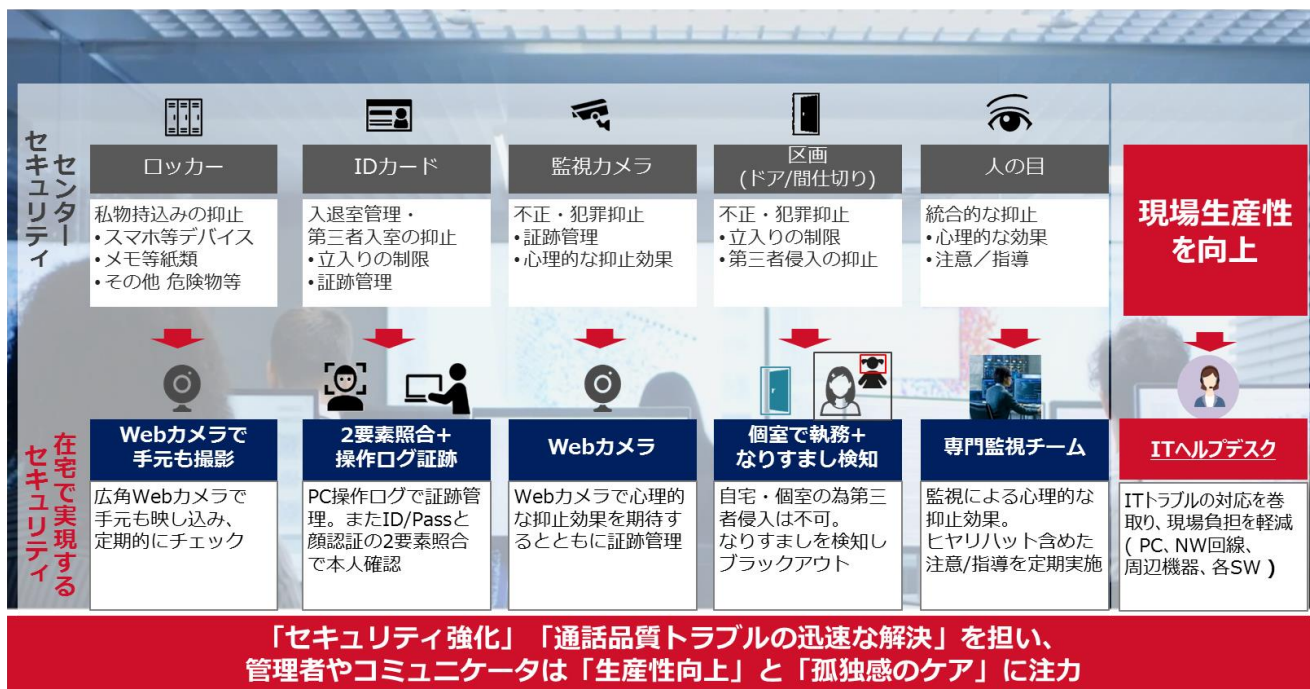 センター
セキュリティ
ロッカー
私物持込みの抑止
•スマホ等デバイス
•メモ等紙類
•その他 危険物等
IDカード
入退室管理・
第三者入室の抑止
•立入りの制限
•証跡管理
監視カメラ
不正・犯罪抑止
•証跡管理
•心理的な抑止効果
区画
(ドア/間仕切り)
不正・犯罪抑止
•立入りの制限
•第三者侵入の抑止
人の目
統合的な抑止
•心理的な効果
•注意／指導
現場生産性
を向上
在宅で実現する
セキュリティ
Webカメラで
手元も撮影
広角Webカメラで
手元も映し込み、
定期的にチェック
2要素照合＋
操作ログ証跡
PC操作ログで証跡管
理。またID/Passと
顔認証の2要素照合
で本人確認
Webカメラ
Webカメラで心理的
な抑止効果を期待す
るとともに証跡管理
個室で執務＋
なりすまし検知
自宅・個室の為第三
者侵入は不可。
なりすましを検知し
ブラックアウト
専門監視チーム
監視による心理的な
抑止効果。
ヒヤリハット含めた
注意/指導を定期実施
ITヘルプデスク
ITトラブルの対応を巻
取り、現場負担を軽減
( PC、NW回線、
周辺機器、各SW )
「セキュリティ強化」「通話品質トラブルの迅速な解決」を担い、
管理者やコミュニケータは「生産性向上」と「孤独感のケア」に注力